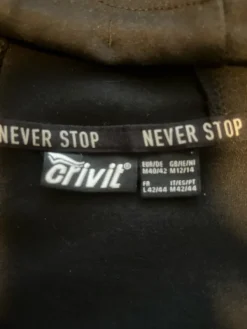 NEVER STOP NEVER STOP
crivit®
EUR/DE GB/IE/NI
M40/42 M12/14
FR IT/ES/PT
L42/44 M42/44